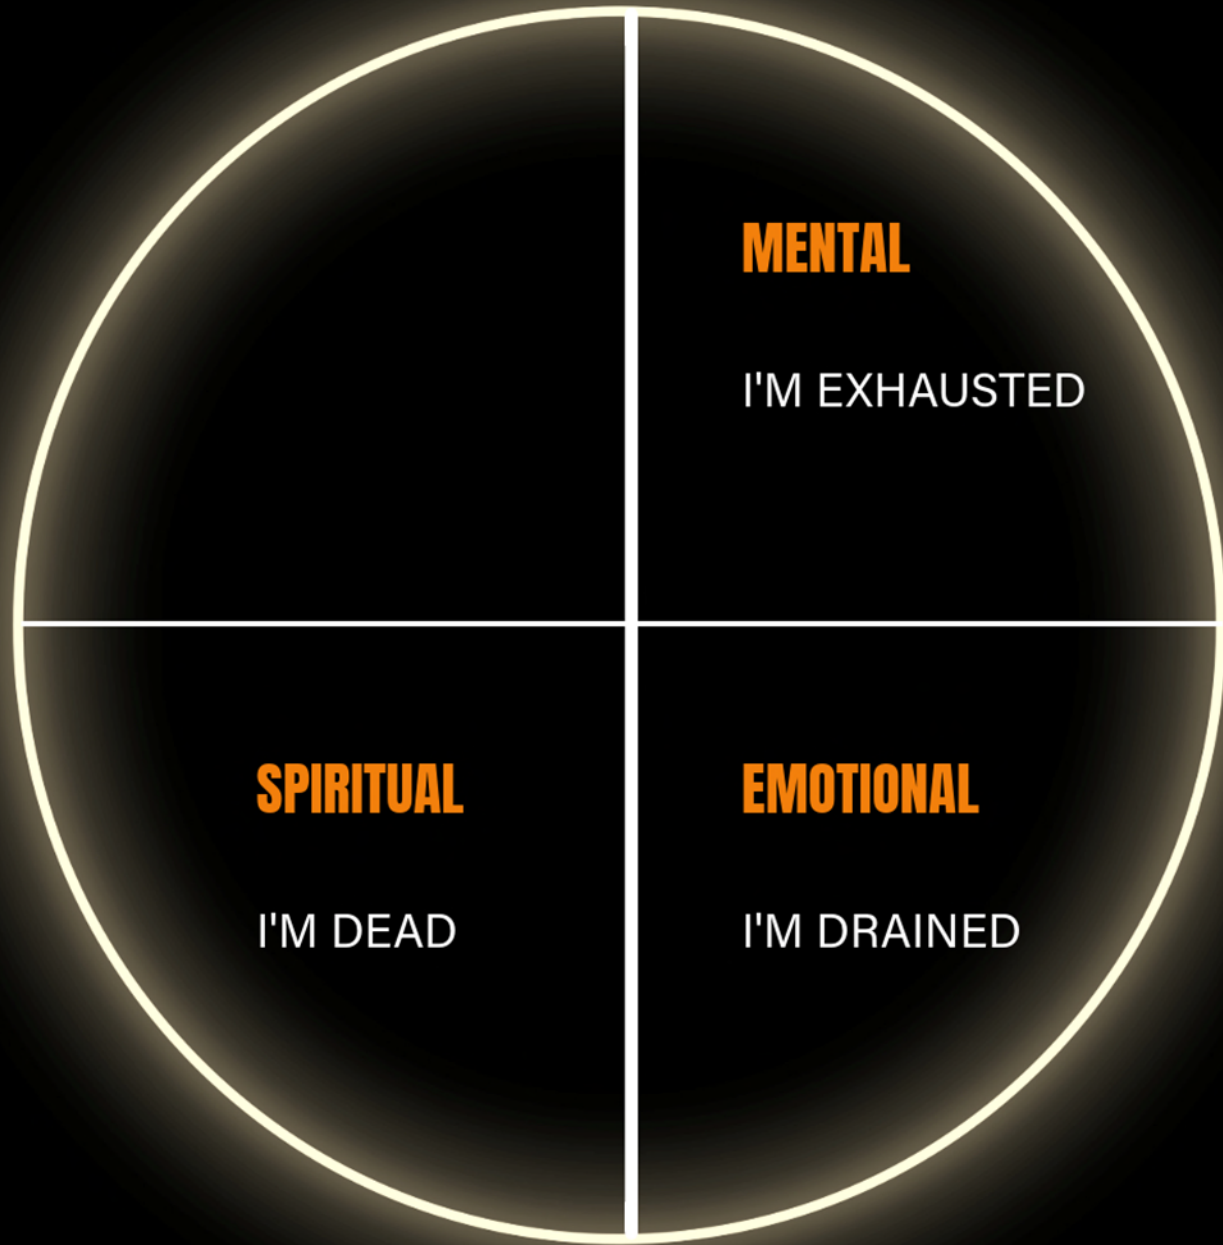 MENTAL
I'M EXHAUSTED
SPIRITUAL
I'M DEAD
EMOTIONAL
I'M DRAINED